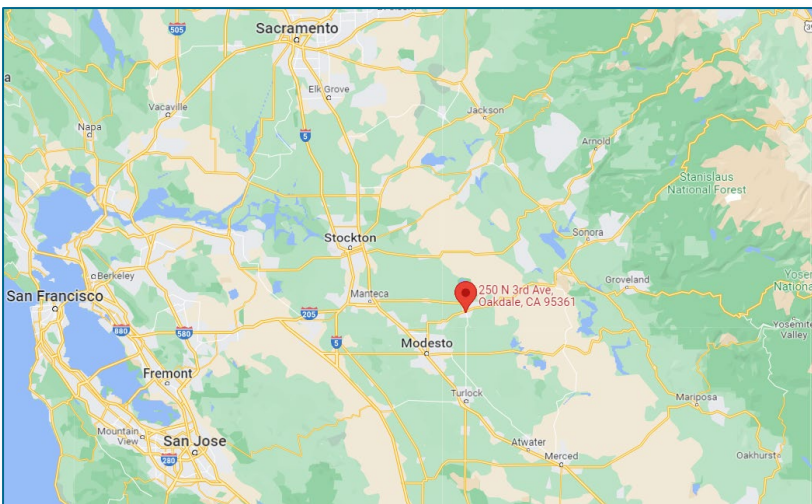 Sacramento
505
Elk Grove
Vacaville
Jackson
Napa
5
Arnold
Stanislaus
National Forest
Stockton
Sonora
Berkeley
Groveland
San Francisco
Manteca
250 N 3rd Ave,
Oakdale, CA 95361
205
880
580
5
Modesto
Yosemite
Valley
Fremont
Turlock
Mariposa
Mountain
View
San Jose
Atwater
Merced
Oakhurst
280